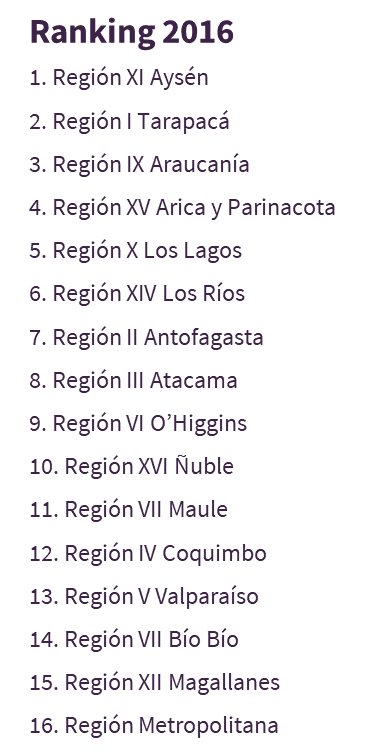 Ranking 2016
1. Región XI Aysén
2. Región I Tarapacá
3. Región IX Araucanía
4. Región XV Arica y Parinacota
5. Región X Los Lagos
6. Región XIV Los Ríos
7. Región II Antofagasta
8. Región III Atacama
9. Región VI O’Higgins
10. Región XVI Ñuble
11. Región VII Maule
12. Región IV Coquimbo
13. Región V Valparaíso
14. Región VII Bío Bío
15. Región XII Magallanes
16. Región Metropolitana